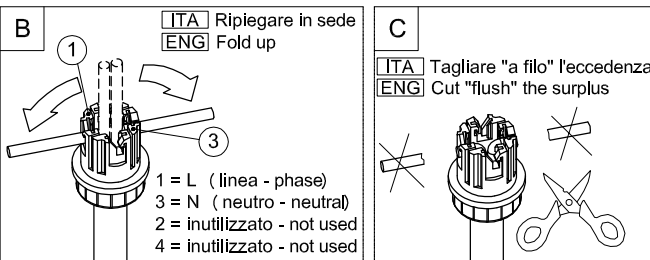 B
ITA Ripiegare in sede
ENG Fold up
1
3
1 = L ( linea - phase)
3 = N ( neutro - neutral)
2 = inutilizzato - not used
4 = inutilizzato - not used
C
ITA Tagliare "a filo" l'eccedenza
ENG Cut "flush" the surplus